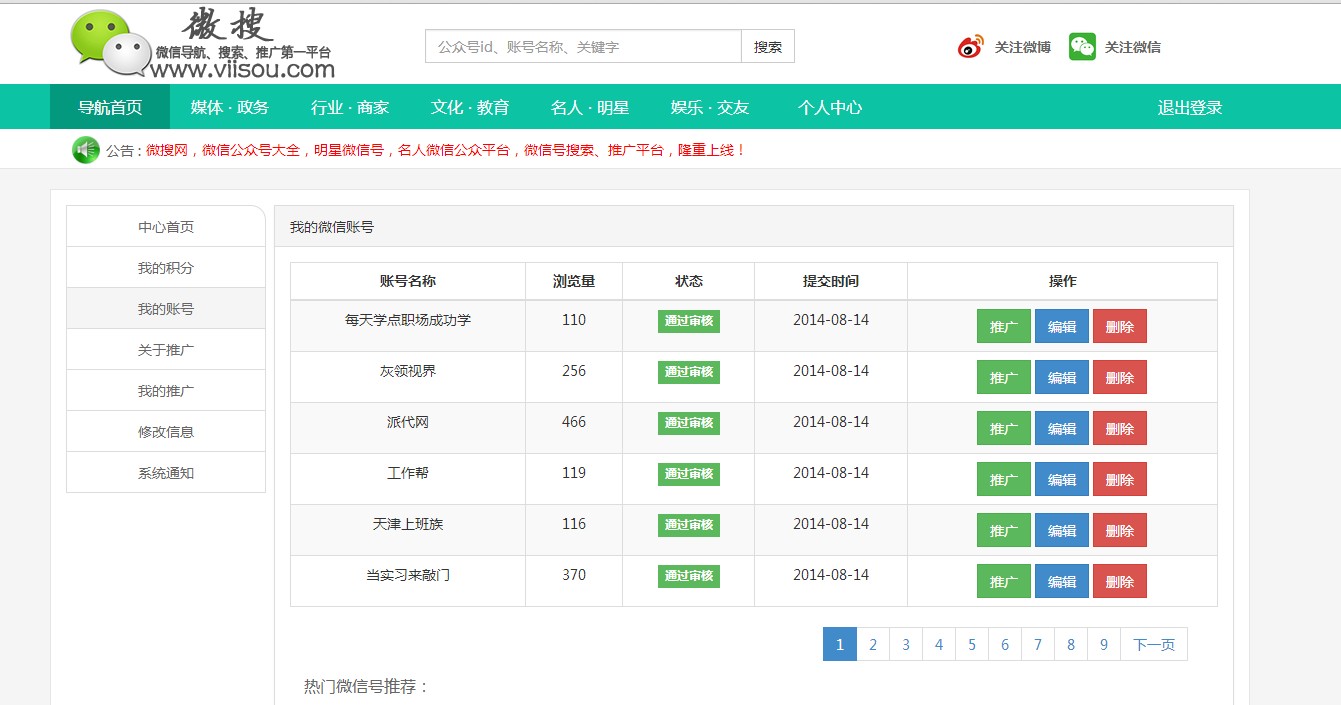 微搜
微信导航、搜索、推广第一平台
www.viisou.com
公众号id、账号名称、关键字 搜索
关注微博 关注微信
导航首页 媒体 · 政务 行业 · 商家 文化 · 教育 名人 · 明星 娱乐 · 交友 个人中心 退出登录
公告 : 微搜网，微信公众号大全，明星微信号，名人微信公众平台，微信号搜索、推广平台，隆重上线！
中心首页
我的积分
我的账号
关于推广
我的推广
修改信息
系统通知
我的微信账号
账号名称 浏览量 状态 提交时间 操作
每天学点职场成功学 110 通过审核 2014-08-14 推广 编辑 删除
灰领视界 256 通过审核 2014-08-14 推广 编辑 删除
派代网 466 通过审核 2014-08-14 推广 编辑 删除
工作帮 119 通过审核 2014-08-14 推广 编辑 删除
天津上班族 116 通过审核 2014-08-14 推广 编辑 删除
当实习来敲门 370 通过审核 2014-08-14 推广 编辑 删除
1 2 3 4 5 6 7 8 9 下一页
热门微信号推荐：